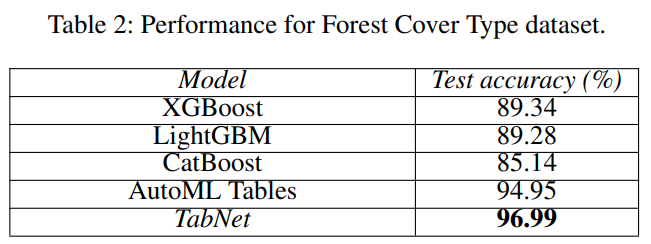 Table 2: Performance for Forest Cover Type dataset.
Model Test accuracy (%)
XGBoost 89.34
LightGBM 89.28
CatBoost 85.14
AutoML Tables 94.95
TabNet 96.99